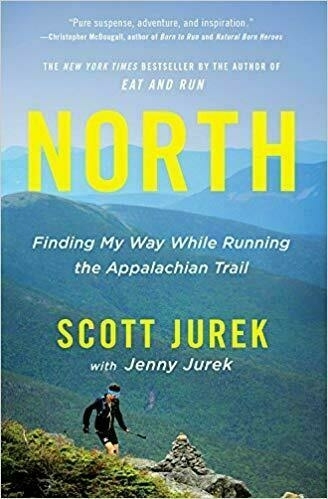 "Pure suspense, adventure, and inspiration."
—Christopher McDougall, author of Born to Run and Natural Born Heroes
THE NEW YORK TIMES BESTSELLER BY THE AUTHOR OF
EAT AND RUN
NORTH
Finding My Way While Running
the Appalachian Trail
SCOTT JUREK
with Jenny Jurek